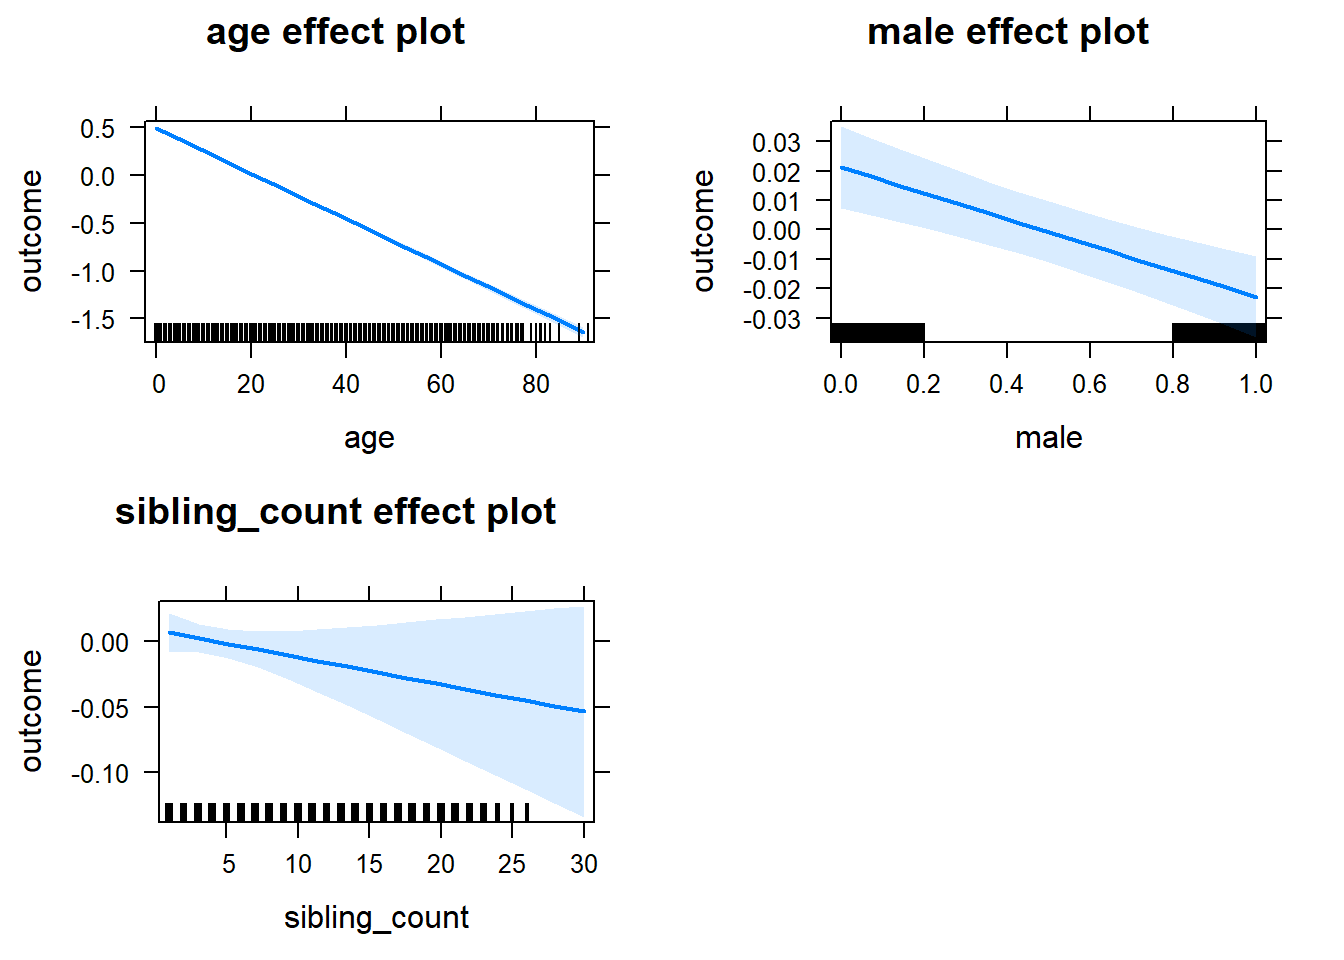 age effect plot
outcome
0.5
0.0
-0.5
-1.0
-1.5
0 20 40 60 80
age
male effect plot
outcome
0.03
0.02
0.01
0.00
-0.01
-0.02
-0.03
0.0 0.2 0.4 0.6 0.8 1.0
male
sibling_count effect plot
outcome
0.00
-0.05
-0.10
5 10 15 20 25 30
sibling_count